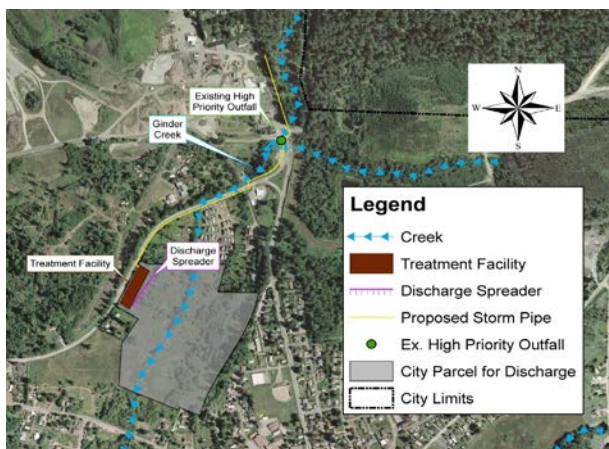 Existing High
Priority Outfall
Ginder
Creek
Treatment Facility
Discharge
Spreader
N
W
E
S
Legend
Creek
Treatment Facility
Discharge Spreader
Proposed Storm Pipe
Ex. High Priority Outfall
City Parcel for Discharge
City Limits